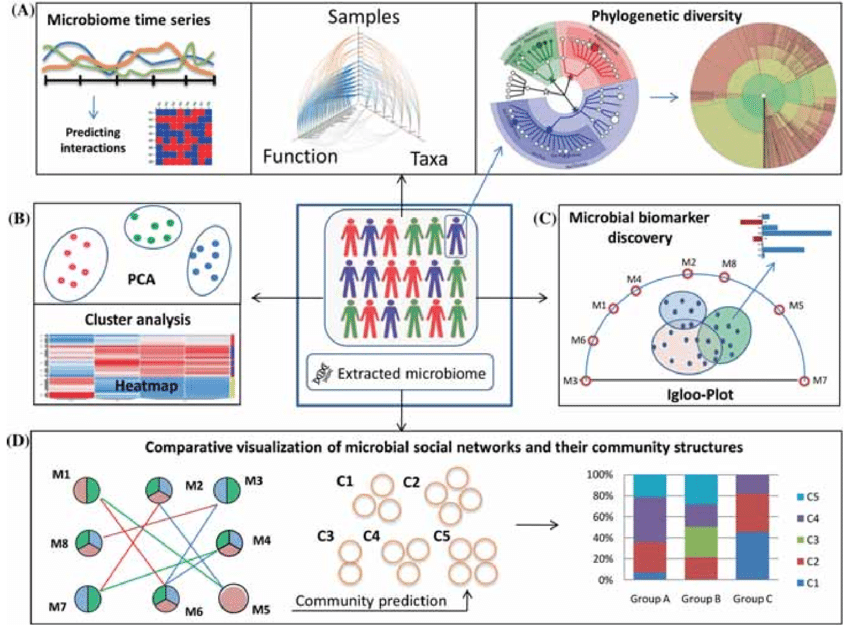 (A)
Microbiome time series
Predicting
interactions
Samples
Function
Taxa
Phylogenetic diversity
(B)
PCA
Cluster analysis
Heatmap
Extracted microbiome
(C)
Microbial biomarker
discovery
M2
M8
M4
M1
M5
M6
M3
M7
Igloo-Plot
(D)
Comparative visualization of microbial social networks and their community structures
M1
M2
M3
M8
M4
M7
M6
M5
Community prediction
C1
C2
C3
C4
C5
100%
80%
60%
40%
20%
0%
Group A
Group B
Group C
C5
C4
C3
C2
C1